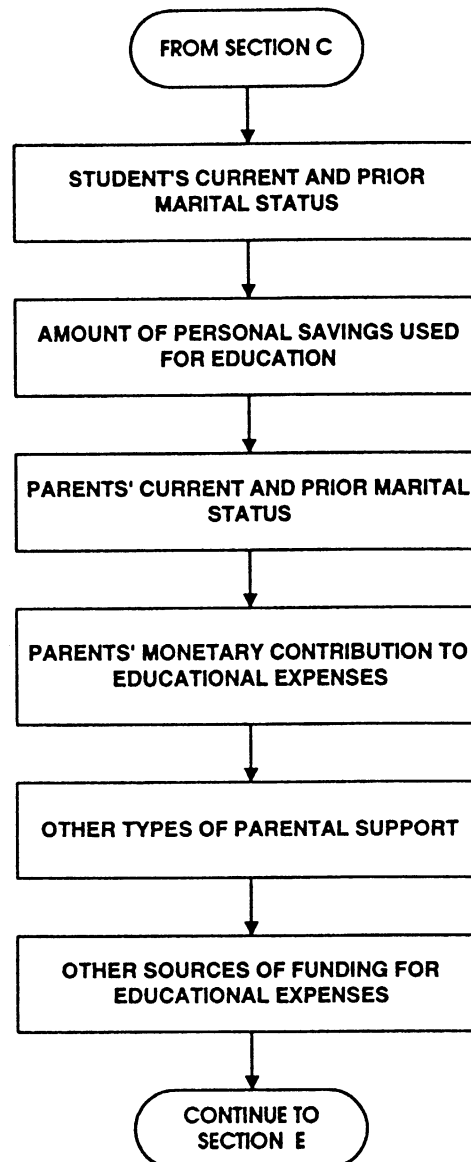 FROM SECTION C
STUDENT'S CURRENT AND PRIOR
MARITAL STATUS
AMOUNT OF PERSONAL SAVINGS USED
FOR EDUCATION
PARENTS' CURRENT AND PRIOR MARITAL
STATUS
PARENTS' MONETARY CONTRIBUTION TO
EDUCATIONAL EXPENSES
OTHER TYPES OF PARENTAL SUPPORT
OTHER SOURCES OF FUNDING FOR
EDUCATIONAL EXPENSES
CONTINUE TO
SECTION E